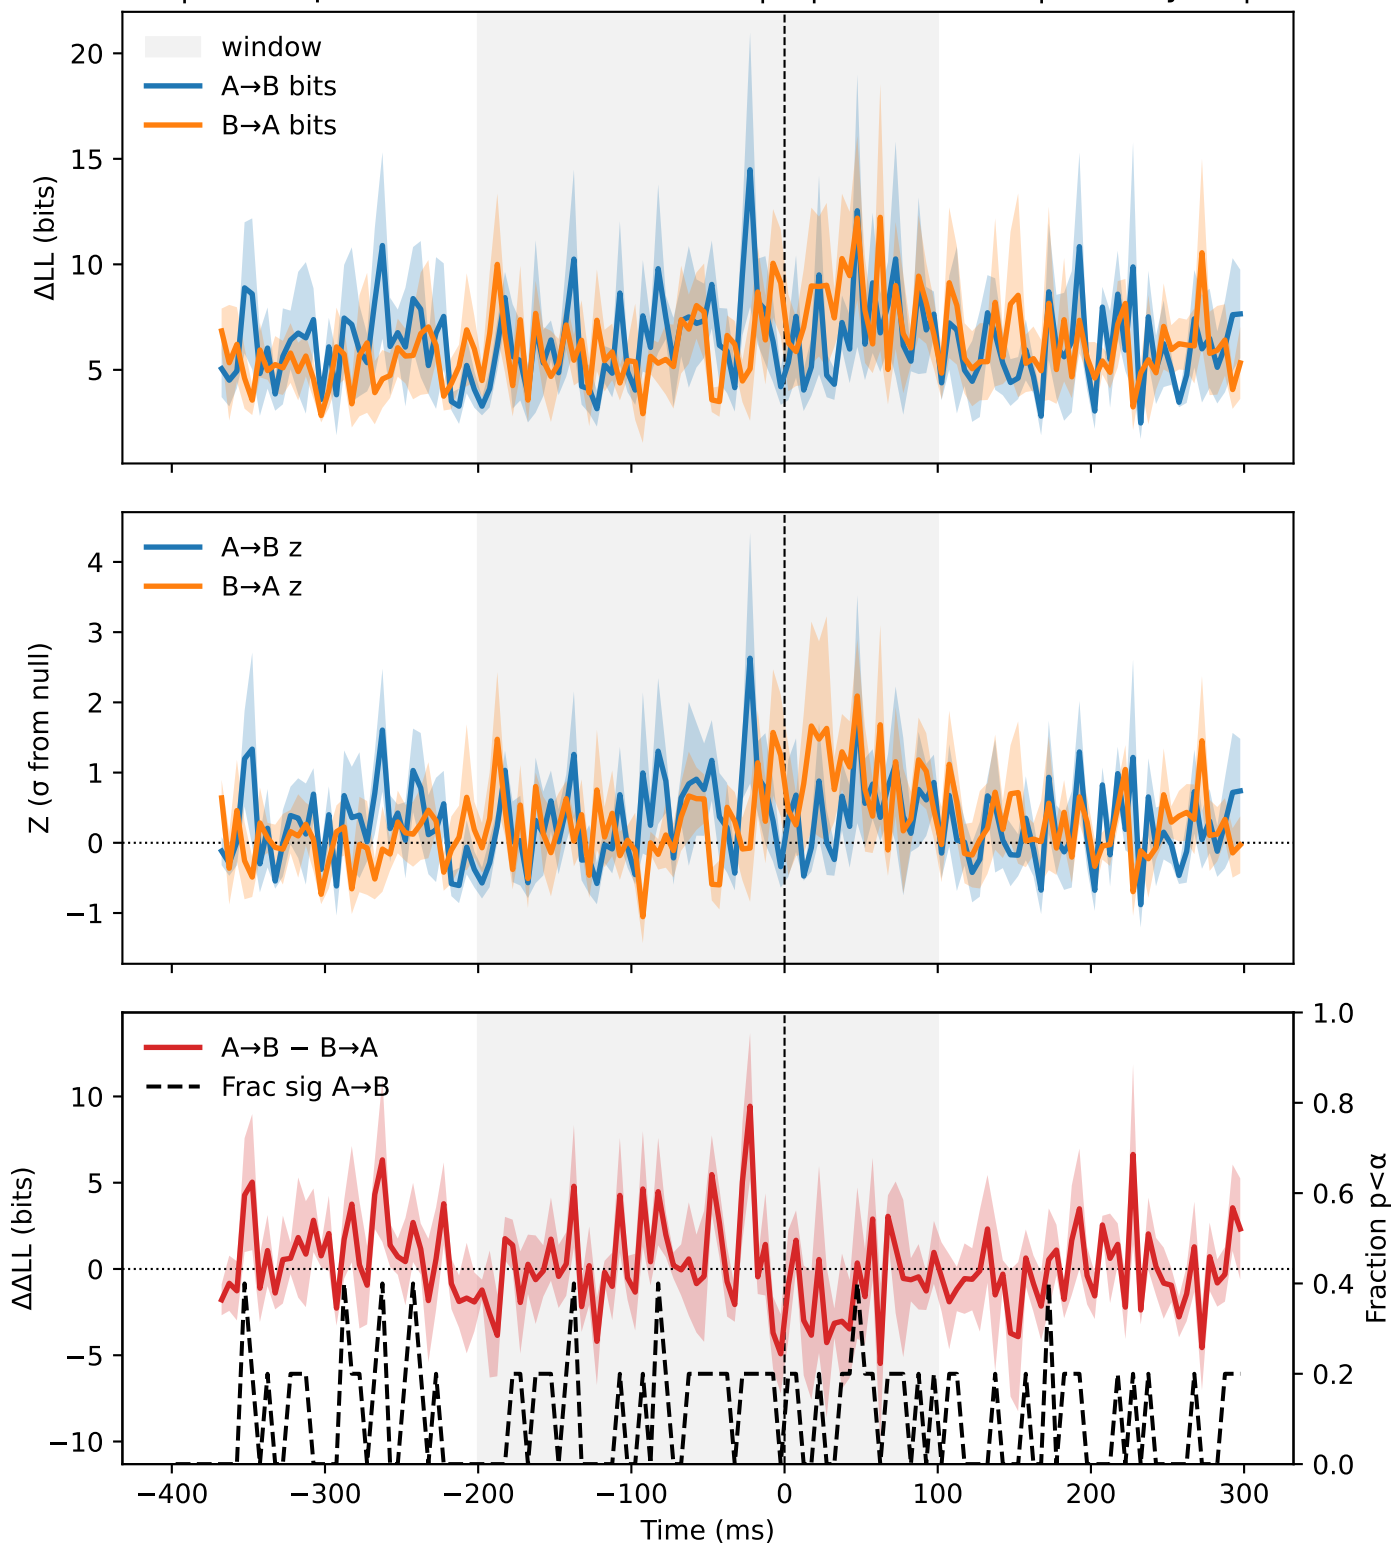 20
15
10
5
ΔLL (bits)
window
A→B bits
B→A bits
4
3
2
1
0
−1
Z (σ from null)
A→B z
B→A z
10
5
0
−5
−10
ΔΔLL (bits)
A→B − B→A
Frac sig A→B
1.0
0.8
0.6
0.4
0.2
0.0
Fraction p<α
−400 −300 −200 −100 0 100 200 300
Time (ms)